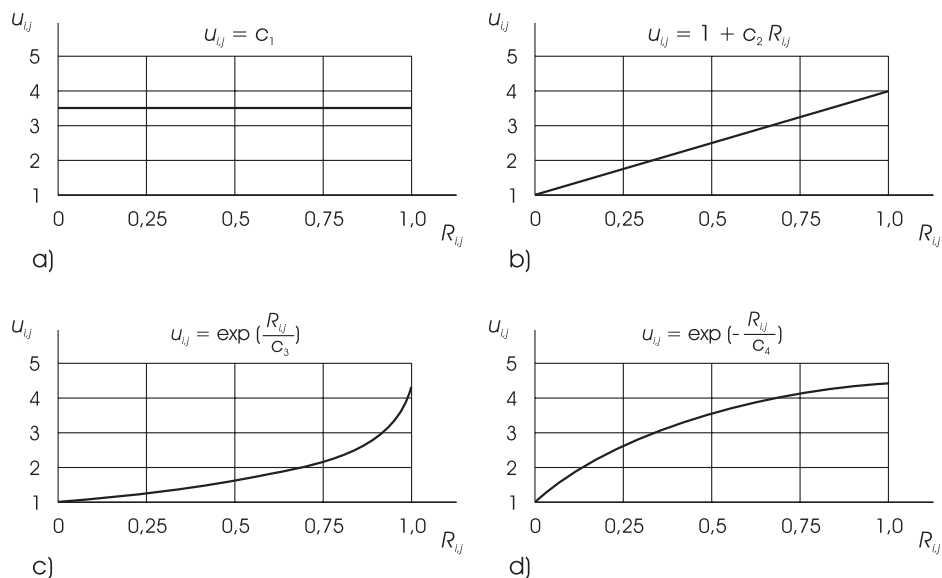 u_{i,j}
u_{i,j} = c_1
5
4
3
2
1
0 0,25 0,5 0,75 1,0
R_{i,j}
a)
u_{i,j}
u_{i,j} = 1 + c_2 R_{i,j}
5
4
3
2
1
0 0,25 0,5 0,75 1,0
R_{i,j}
b)
u_{i,j}
u_{i,j} = exp (R_{i,j}/c_3)
5
4
3
2
1
0 0,25 0,5 0,75 1,0
R_{i,j}
c)
u_{i,j}
u_{i,j} = exp (-R_{i,j}/c_4)
5
4
3
2
1
0 0,25 0,5 0,75 1,0
R_{i,j}
d)